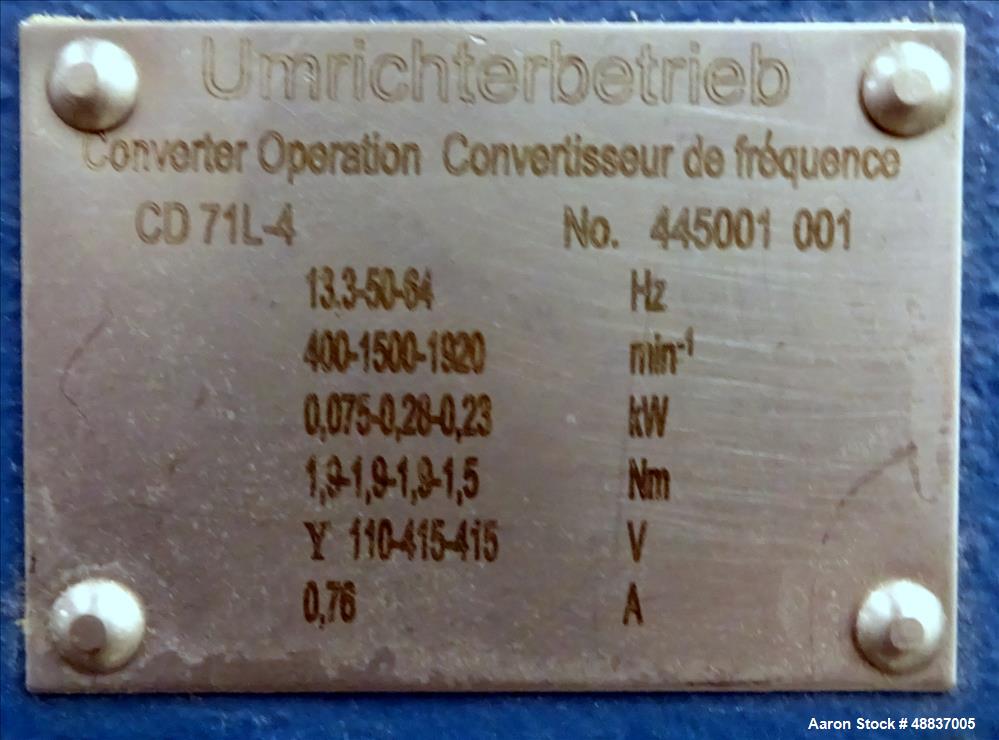 Umrichterbetrieb
Converter Operation Convertisseur de fréquence
CD 71L-4 No. 445001 001
13.3-50-64 Hz
400-1500-1920 min-1
0,075-0,28-0,23 kW
1,9-1,9-1,9-1,5 Nm
Y 110-415-415 V
0,76 A
Aaron Stock # 48837005